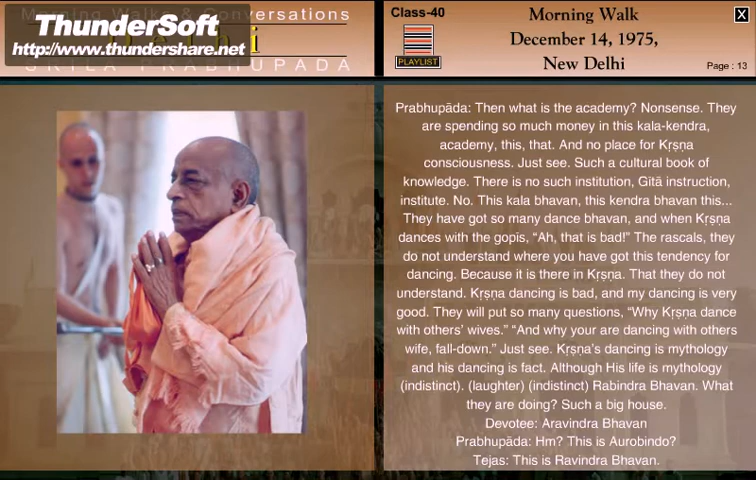 Morning Walks & Conversations
ThunderSoft
http://www.thundershare.net
SRILA PRABHUPADA
Class-40
PLAYLIST
Morning Walk
December 14, 1975,
New Delhi
X
Page : 13
Prabhupāda: Then what is the academy? Nonsense. They
are spending so much money in this kala-kendra,
academy, this, that. And no place for Kṛṣṇa
consciousness. Just see. Such a cultural book of
knowledge. There is no such institution, Gītā instruction,
institute. No. This kala bhavan, this kendra bhavan this...
They have got so many dance bhavan, and when Kṛṣṇa
dances with the gopis, “Ah, that is bad!” The rascals, they
do not understand where you have got this tendency for
dancing. Because it is there in Kṛṣṇa. That they do not
understand. Kṛṣṇa dancing is bad, and my dancing is very
good. They will put so many questions, “Why Kṛṣṇa dance
with others’ wives.” “And why your are dancing with others
wife, fall-down.” Just see. Kṛṣṇa’s dancing is mythology
and his dancing is fact. Although His life is mythology
(indistinct). (laughter) (indistinct) Rabindra Bhavan. What
they are doing? Such a big house.
Devotee: Aravindra Bhavan
Prabhupāda: Hm? This is Aurobindo?
Tejas: This is Ravindra Bhavan.